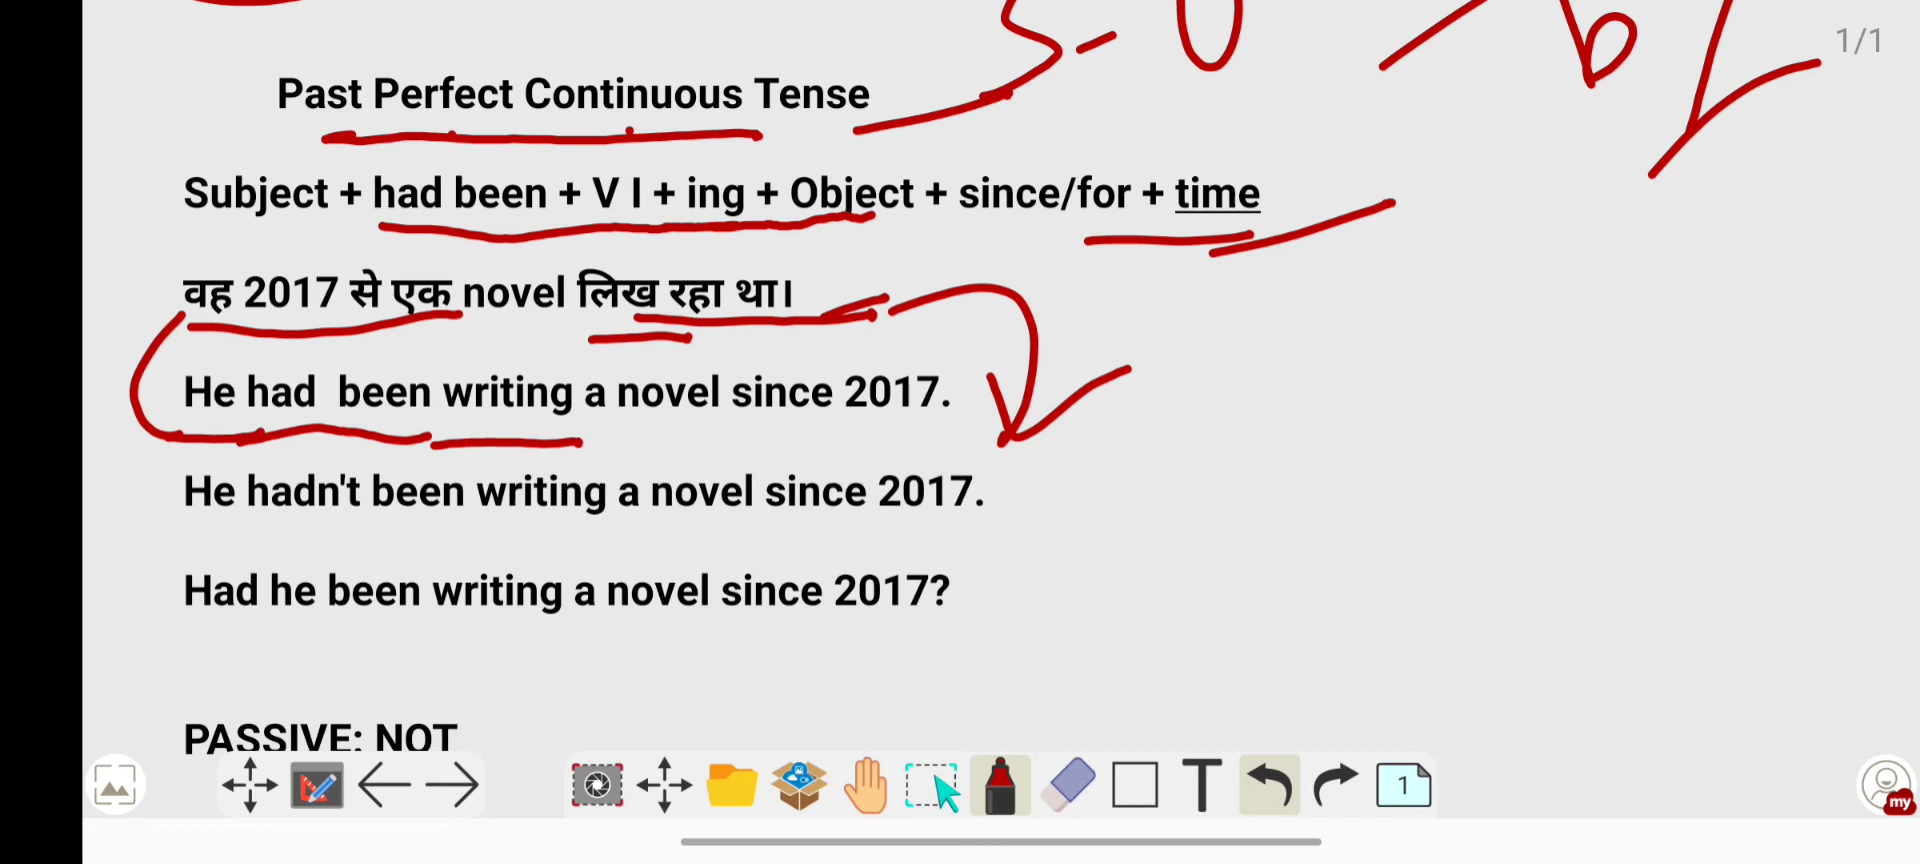 1/1
Past Perfect Continuous Tense
Subject + had been + V I + ing + Object + since/for + time
वह 2017 से एक novel लिख रहा था।
He had  been writing a novel since 2017.
He hadn't been writing a novel since 2017.
Had he been writing a novel since 2017?
PASSIVE: NOT
T
1
my